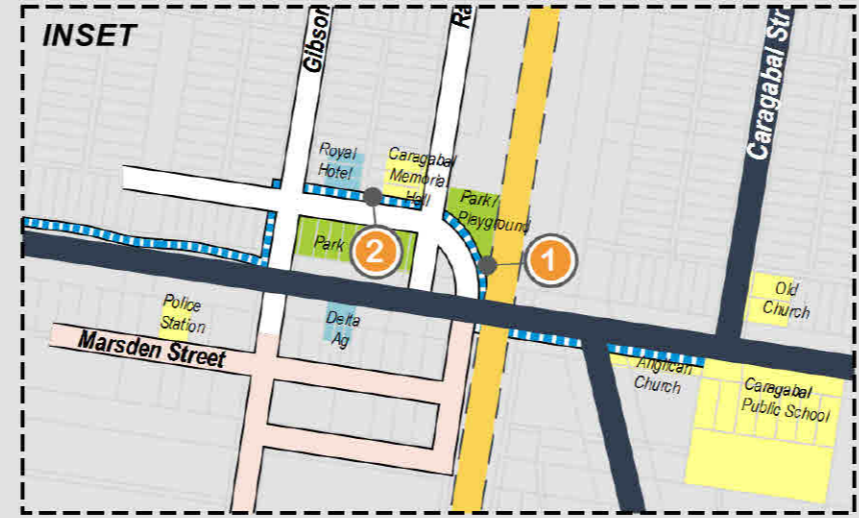 INSET
Gibson
Ra
Caragabal Str
Royal
Hotel
Caragabal
Memorial
Hall
Park /
Playground
Park
2
1
Old
Church
Police
Station
Delta
Ag
Marsden Street
Anglican
Church
Caragabal
Public School